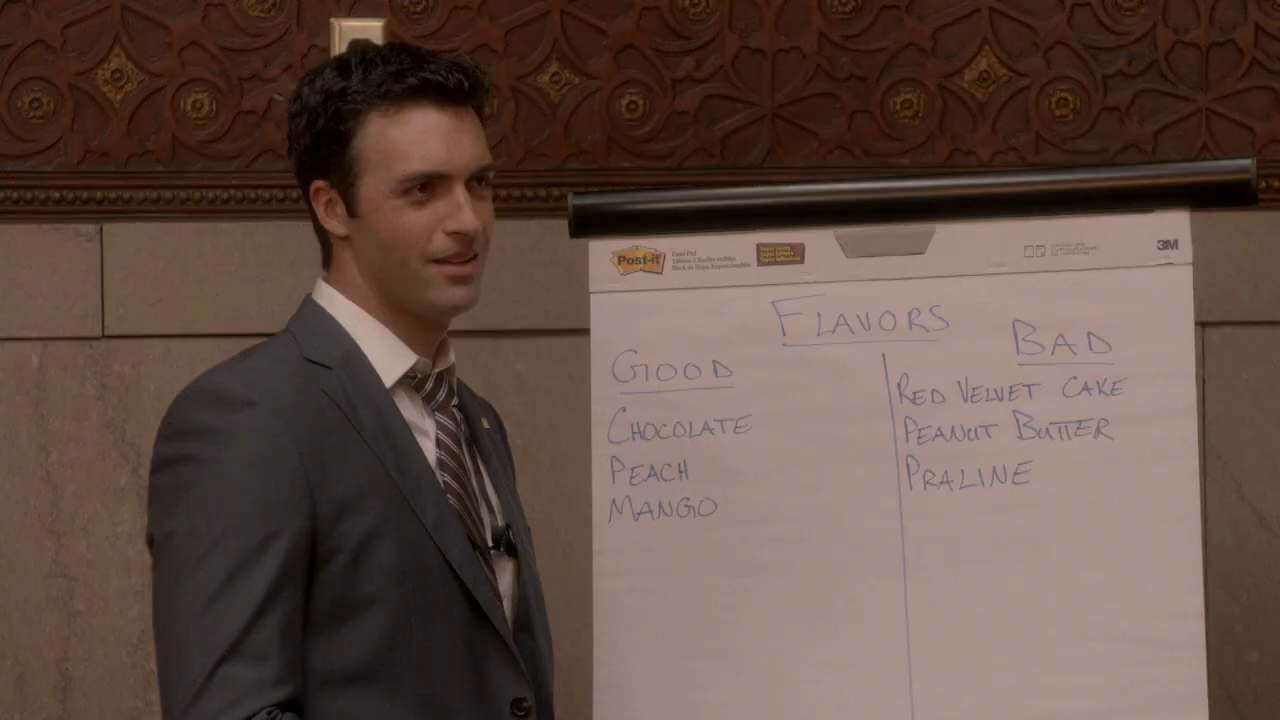 Post-it
3M
FLAVORS
GOOD
CHOCOLATE
PEACH
MANGO
BAD
RED VELVET CAKE
PEANUT BUTTER
PRALINE